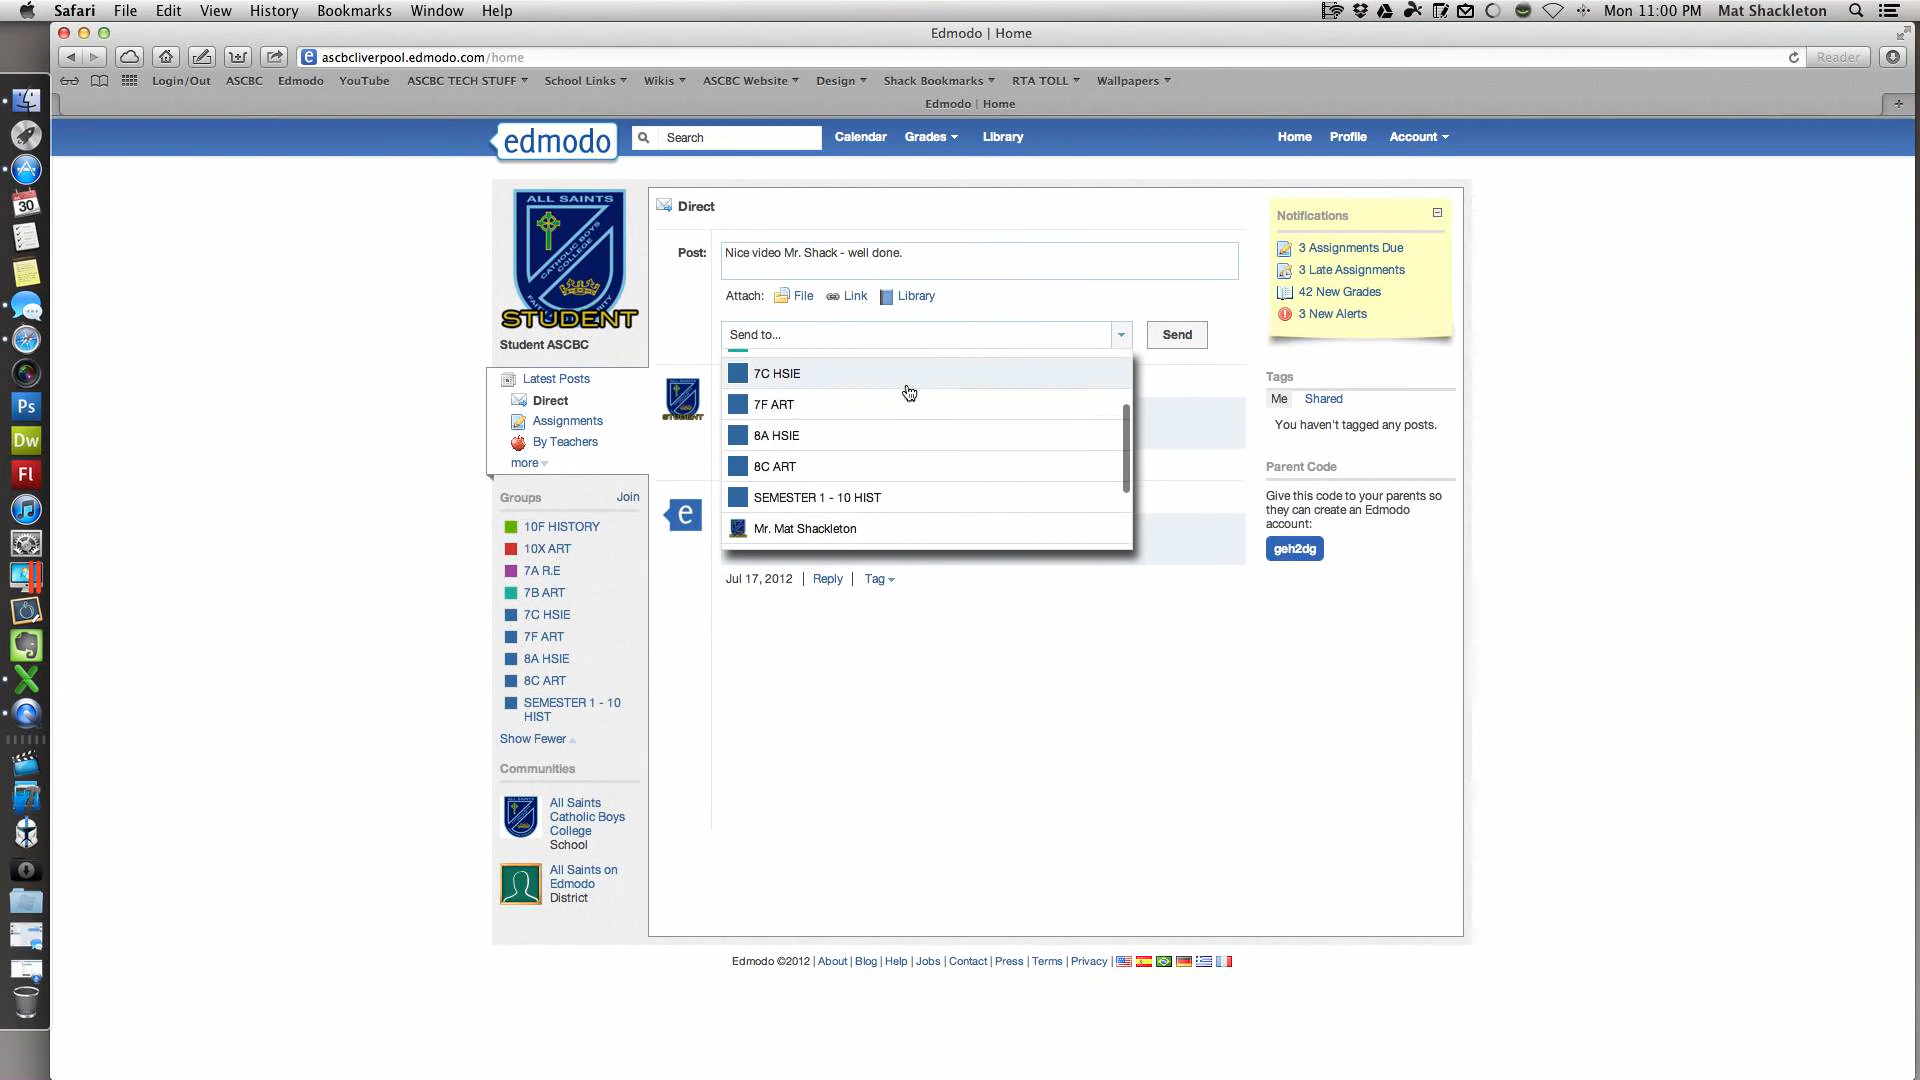 Safari File Edit View History Bookmarks Window Help
Mon 11:00 PM Mat Shackleton
Edmodo | Home
ascbcliverpool.edmodo.com/home
Reader
Login/Out ASCBC Edmodo YouTube ASCBC TECH STUFF School Links Wikis ASCBC Website Design Shack Bookmarks RTA TOLL Wallpapers
Edmodo | Home
edmodo
Search
Calendar Grades Library
Home Profile Account
ALL SAINTS
CATHOLIC BOYS
COLLEGE
STUDENT
Student ASCBC
Latest Posts
Direct
Assignments
By Teachers
more
Groups Join
10F HISTORY
10X ART
7A R.E
7B ART
7C HSIE
7F ART
8A HSIE
8C ART
SEMESTER 1 - 10
HIST
Show Fewer
Communities
All Saints
Catholic Boys
College
School
All Saints on
Edmodo
District
Direct
Post:
Nice video Mr. Shack - well done.
Attach: File Link Library
Send to...
Send
7C HSIE
7F ART
8A HSIE
8C ART
SEMESTER 1 - 10 HIST
Mr. Mat Shackleton
STUDENT
e
Jul 17, 2012 | Reply | Tag
Notifications
3 Assignments Due
3 Late Assignments
42 New Grades
3 New Alerts
Tags
Me Shared
You haven't tagged any posts.
Parent Code
Give this code to your parents so
they can create an Edmodo
account:
geh2dg
Edmodo ©2012 | About | Blog | Help | Jobs | Contact | Press | Terms | Privacy |
30
Ps
Dw
Fl